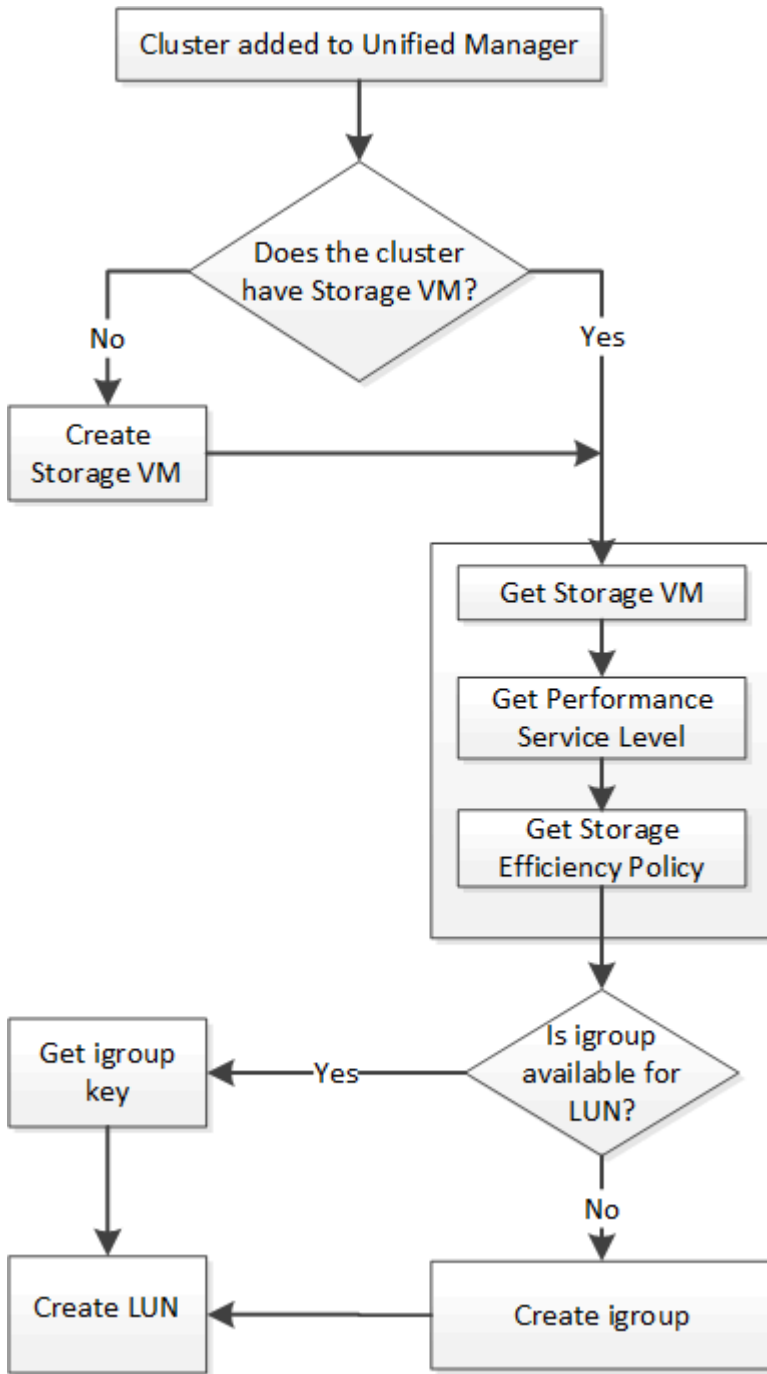 Cluster added to Unified Manager
Does the cluster
have Storage VM?
No
Yes
Create
Storage VM
Get Storage VM
Get Performance
Service Level
Get Storage
Efficiency Policy
Is igroup
available for
LUN?
Yes
Get igroup
key
No
Create LUN
Create igroup